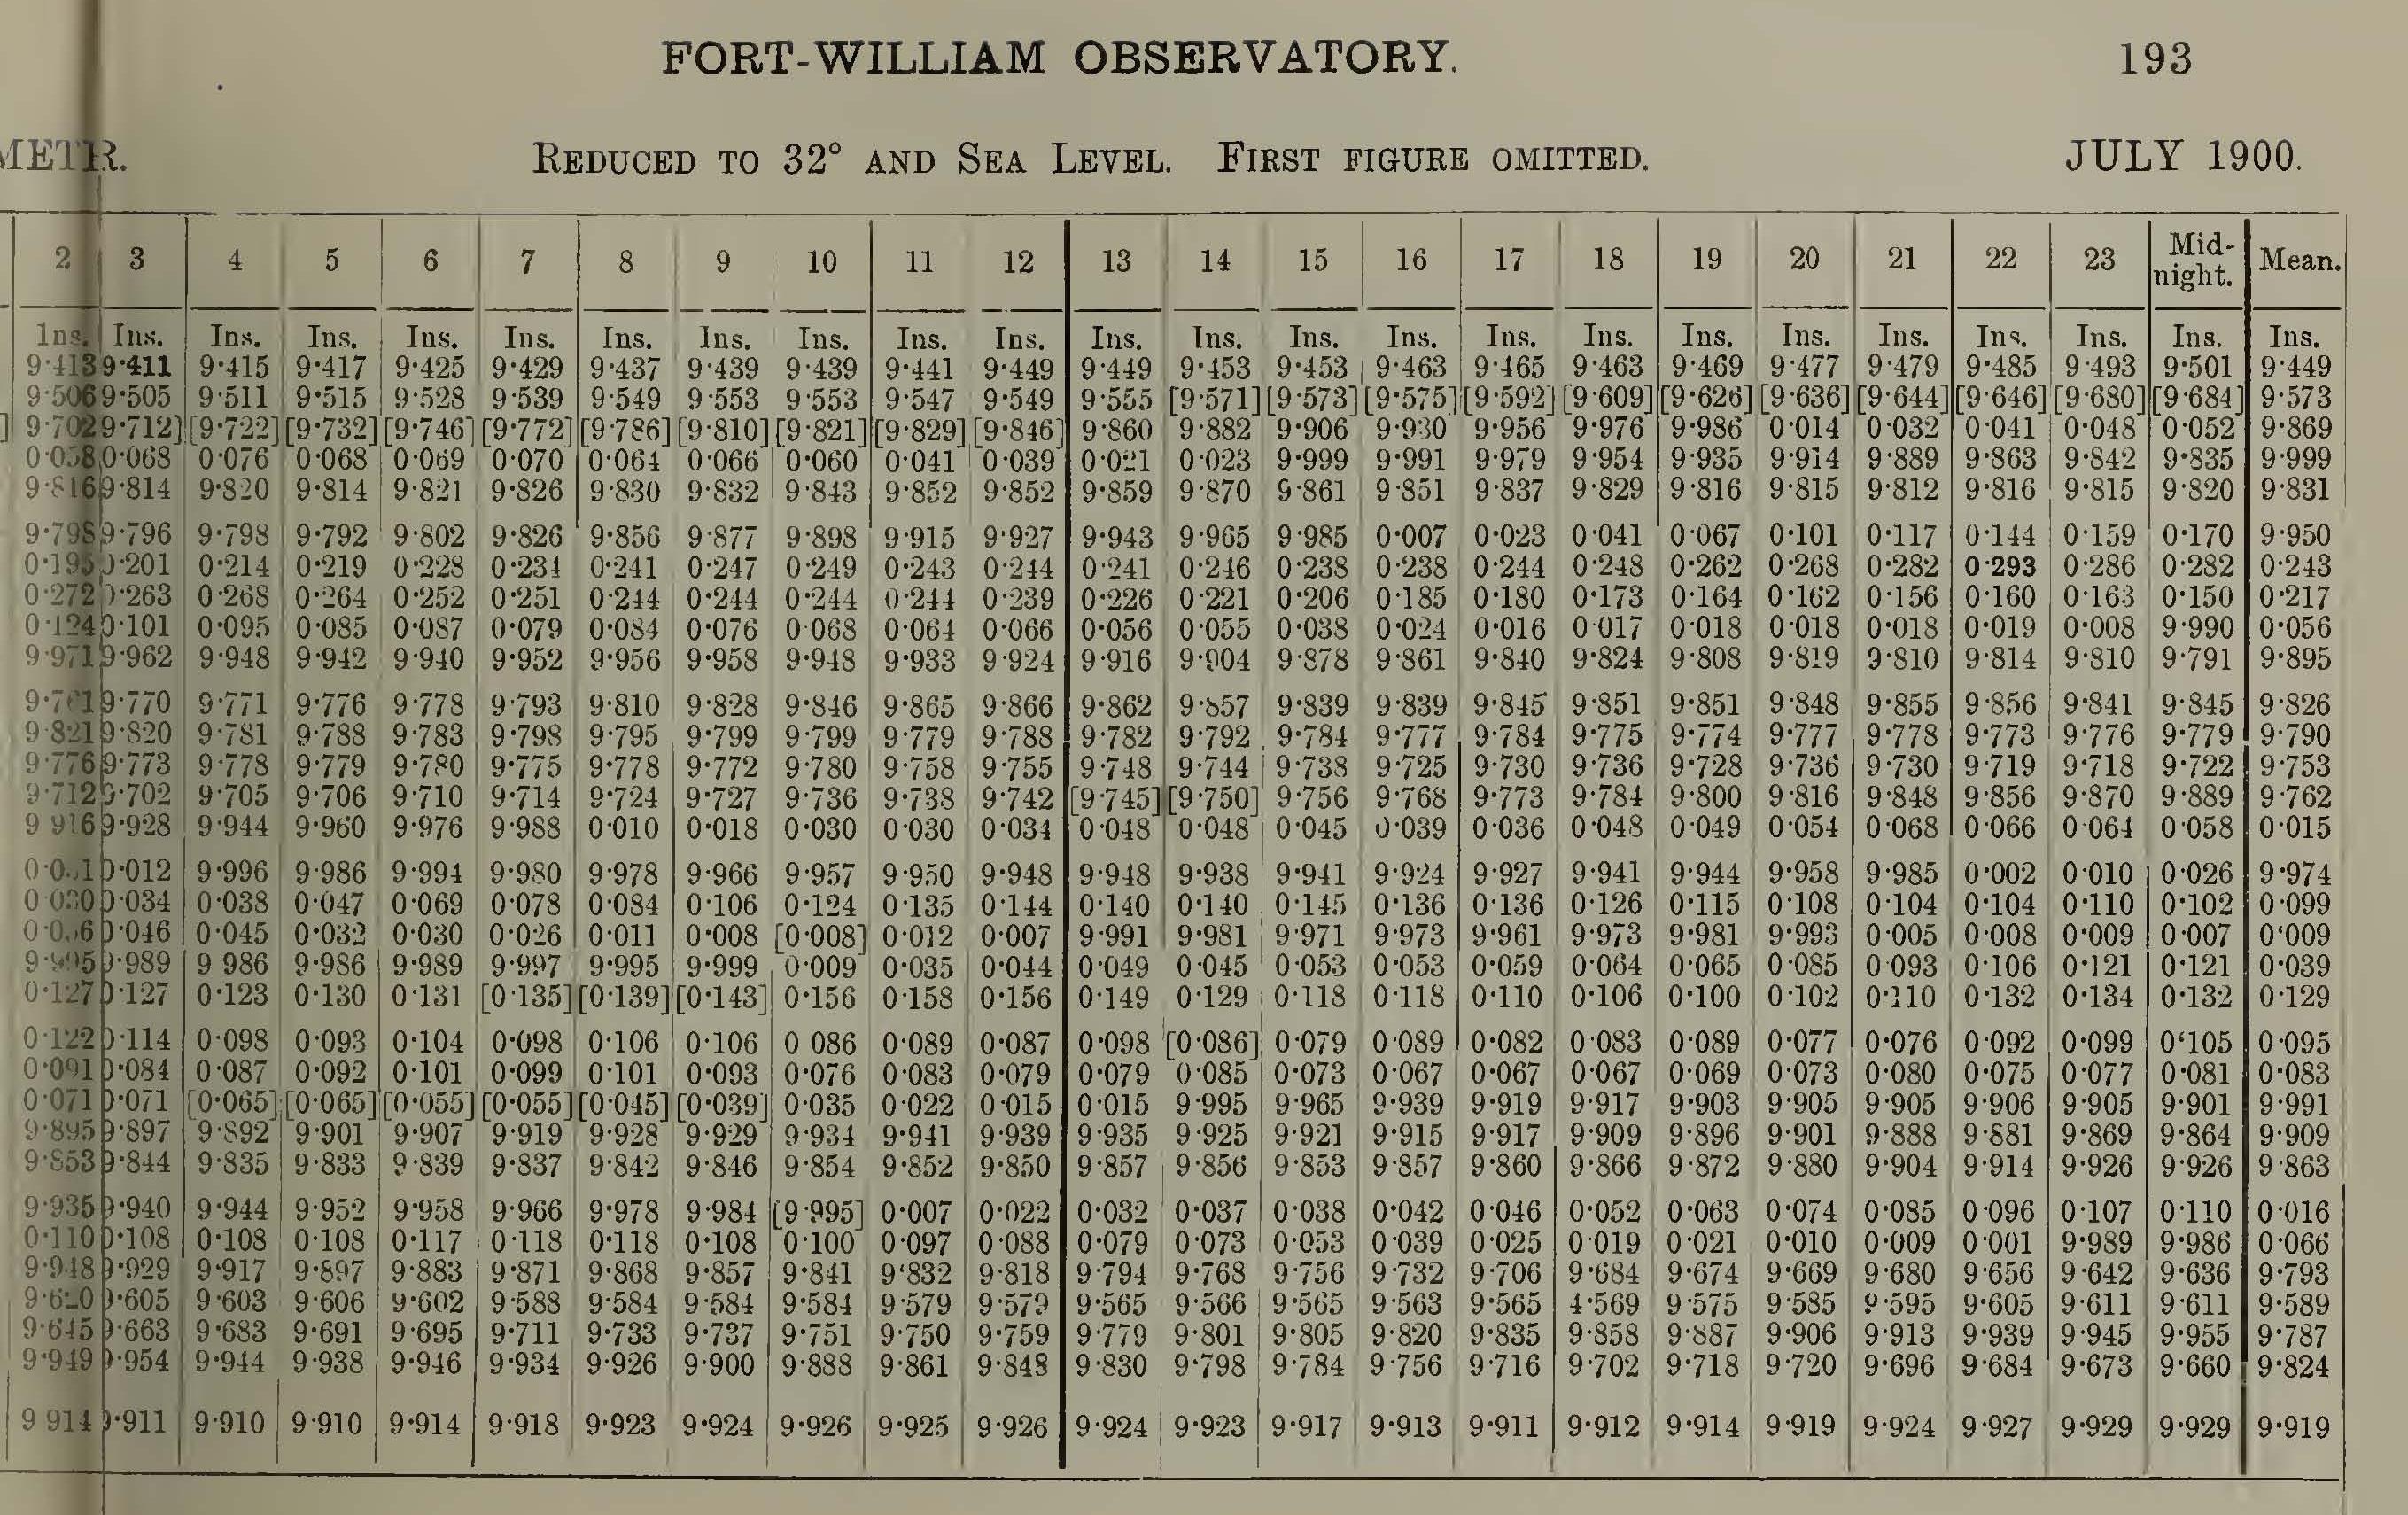 FORT-WILLIAM OBSERVATORY. 193
METR. REDUCED TO 32° AND SEA LEVEL. FIRST FIGURE OMITTED. JULY 1900.
2 3 4 5 6 7 8 9 10 11 12 13 14 15 16 17 18 19 20 21 22 23 Mid-night. Mean.
Ins. Ins. Ins. Ins. Ins. Ins. Ins. Ins. Ins. Ins. Ins. Ins. Ins. Ins. Ins. Ins. Ins. Ins. Ins. Ins. Ins. Ins. Ins. Ins.
9·413 9·411 9·415 9·417 9·425 9·429 9·437 9·439 9·439 9·441 9·449 9·449 9·453 9·453 9·463 9·465 9·463 9·469 9·477 9·479 9·485 9·493 9·501 9·449
9·506 9·505 9·511 9·515 9·528 9·539 9·549 9·553 9·553 9·547 9·549 9·555 [9·571] [9·573] [9·575] [9·592] [9·609] [9·626] [9·636] [9·644] [9·646] [9·680] [9·684] 9·573
] 9·702 9·712] [9·722] [9·732] [9·746] [9·772] [9·786] [9·810] [9·821] [9·829] [9·846] 9·860 9·882 9·906 9·930 9·956 9·976 9·986 0·014 0·032 0·041 0·048 0·052 9·869
0·068 0·076 0·068 0·069 0·070 0·064 0·066 0·060 0·041 0·039 0·021 0·023 9·999 9·991 9·979 9·954 9·935 9·914 9·889 9·863 9·842 9·835 9·999
9·816 9·814 9·820 9·814 9·821 9·826 9·830 9·832 9·843 9·852 9·852 9·859 9·870 9·861 9·851 9·837 9·829 9·816 9·815 9·812 9·816 9·815 9·820 9·831
9·798 9·796 9·798 9·792 9·802 9·826 9·856 9·877 9·898 9·915 9·927 9·943 9·965 9·985 0·007 0·023 0·041 0·067 0·101 0·117 0·144 0·159 0·170 9·950
0·195 0·201 0·214 0·219 0·228 0·234 0·241 0·247 0·249 0·243 0·244 0·241 0·246 0·238 0·238 0·244 0·248 0·262 0·268 0·282 0·293 0·286 0·282 0·243
0·272 0·263 0·268 0·264 0·252 0·251 0·244 0·244 0·244 0·244 0·239 0·226 0·221 0·206 0·185 0·180 0·173 0·164 0·162 0·156 0·160 0·163 0·150 0·217
0·124 0·101 0·095 0·085 0·087 0·079 0·084 0·076 0·068 0·064 0·066 0·056 0·055 0·038 0·024 0·016 0·017 0·018 0·018 0·018 0·019 0·008 9·990 0·056
9·971 9·962 9·948 9·942 9·940 9·952 9·956 9·958 9·948 9·933 9·924 9·916 9·904 9·878 9·861 9·840 9·824 9·808 9·819 9·810 9·814 9·810 9·791 9·895
9·770 9·771 9·776 9·778 9·793 9·810 9·828 9·846 9·865 9·866 9·862 9·857 9·839 9·839 9·845 9·851 9·851 9·848 9·855 9·856 9·841 9·845 9·826
9·821 9·820 9·781 9·788 9·783 9·798 9·795 9·799 9·799 9·779 9·788 9·782 9·792 9·784 9·777 9·784 9·775 9·774 9·777 9·778 9·773 9·776 9·779 9·790
9·776 9·773 9·778 9·779 9·780 9·775 9·778 9·772 9·780 9·758 9·755 9·748 9·744 9·738 9·725 9·730 9·736 9·728 9·736 9·730 9·719 9·718 9·722 9·753
9·712 9·702 9·705 9·706 9·710 9·714 9·724 9·727 9·736 9·738 9·742 [9·745] [9·750] 9·756 9·768 9·773 9·784 9·800 9·816 9·848 9·856 9·870 9·889 9·762
9·916 9·928 9·944 9·960 9·976 9·988 0·010 0·018 0·030 0·030 0·034 0·048 0·048 0·045 0·039 0·036 0·048 0·049 0·054 0·068 0·066 0·064 0·058 0·015
0·012 9·996 9·986 9·994 9·980 9·978 9·966 9·957 9·950 9·948 9·948 9·938 9·941 9·924 9·927 9·941 9·944 9·958 9·985 0·002 0·010 0·026 9·974
0·030 0·034 0·038 0·047 0·069 0·078 0·084 0·106 0·124 0·135 0·144 0·140 0·140 0·145 0·136 0·136 0·126 0·115 0·108 0·104 0·104 0·110 0·102 0·099
0·046 0·045 0·032 0·030 0·026 0·011 0·008 [0·008] 0·012 0·007 9·991 9·981 9·971 9·973 9·961 9·973 9·981 9·993 0·005 0·008 0·009 0·007 0·009
9·995 9·989 9·986 9·986 9·989 9·997 9·995 9·999 0·009 0·035 0·044 0·049 0·045 0·053 0·053 0·059 0·064 0·065 0·085 0·093 0·106 0·121 0·121 0·039
0·127 0·127 0·123 0·130 0·131 [0·135] [0·139] [0·143] 0·156 0·158 0·156 0·149 0·129 0·118 0·118 0·110 0·106 0·100 0·102 0·110 0·132 0·134 0·132 0·129
0·122 0·114 0·098 0·093 0·104 0·098 0·106 0·106 0·086 0·089 0·087 0·098 [0·086] 0·079 0·089 0·082 0·083 0·089 0·077 0·076 0·092 0·099 0·105 0·095
0·091 0·084 0·087 0·092 0·101 0·099 0·101 0·093 0·076 0·083 0·079 0·079 0·085 0·073 0·067 0·067 0·067 0·069 0·073 0·080 0·075 0·077 0·081 0·083
0·071 0·071 [0·065] [0·065] [0·055] [0·055] [0·045] [0·039] 0·035 0·022 0·015 0·015 9·995 9·965 9·939 9·919 9·917 9·903 9·905 9·905 9·906 9·905 9·901 9·991
9·895 9·897 9·892 9·901 9·907 9·919 9·928 9·929 9·934 9·941 9·939 9·935 9·925 9·921 9·915 9·917 9·909 9·896 9·901 9·888 9·881 9·869 9·864 9·909
9·853 9·844 9·835 9·833 9·839 9·837 9·842 9·846 9·854 9·852 9·850 9·857 9·856 9·853 9·857 9·860 9·866 9·872 9·880 9·904 9·914 9·926 9·926 9·863
9·935 9·940 9·944 9·952 9·958 9·966 9·978 9·984 [9·995] 0·007 0·022 0·032 0·037 0·038 0·042 0·046 0·052 0·063 0·074 0·085 0·096 0·107 0·110 0·016
0·110 0·108 0·108 0·108 0·117 0·118 0·118 0·108 0·100 0·097 0·088 0·079 0·073 0·053 0·039 0·025 0·019 0·021 0·010 0·009 0·001 9·989 9·986 0·066
9·948 9·929 9·917 9·897 9·883 9·871 9·868 9·857 9·841 9·832 9·818 9·794 9·768 9·756 9·732 9·706 9·684 9·674 9·669 9·680 9·656 9·642 9·636 9·793
9·605 9·603 9·606 9·602 9·588 9·584 9·584 9·584 9·579 9·579 9·565 9·566 9·565 9·563 9·565 4·569 9·575 9·585 9·595 9·605 9·611 9·611 9·589
9·645 9·663 9·683 9·691 9·695 9·711 9·733 9·737 9·751 9·750 9·759 9·779 9·801 9·805 9·820 9·835 9·858 9·887 9·906 9·913 9·939 9·945 9·955 9·787
9·949 9·954 9·944 9·938 9·946 9·934 9·926 9·900 9·888 9·861 9·848 9·830 9·798 9·784 9·756 9·716 9·702 9·718 9·720 9·696 9·684 9·673 9·660 9·824
9·914 9·911 9·910 9·910 9·914 9·918 9·923 9·924 9·926 9·925 9·926 9·924 9·923 9·917 9·913 9·911 9·912 9·914 9·919 9·924 9·927 9·929 9·929 9·919